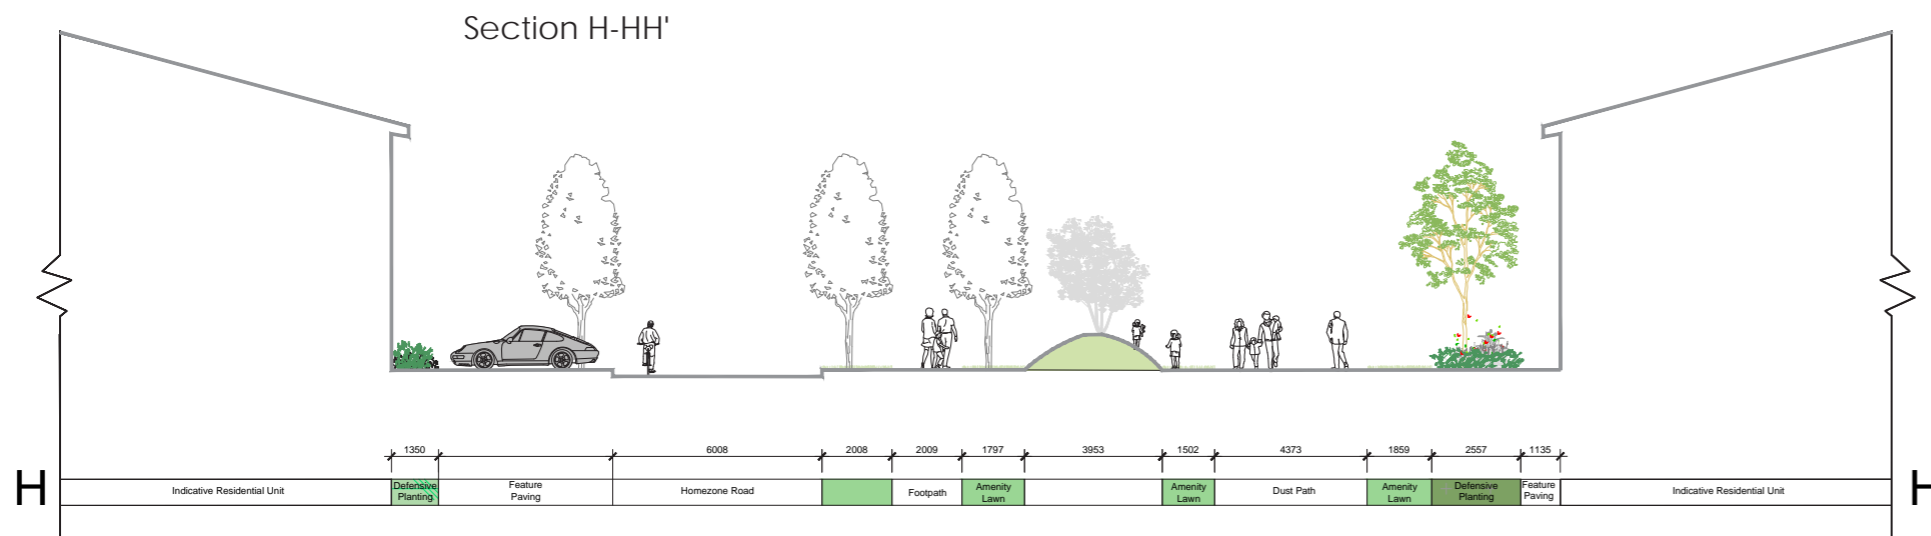 Section H-HH'
1350
6008
2008
2009
1797
3953
1502
4373
1859
2557
1135
H
Indicative Residential Unit
Defensive
Planting
Feature
Paving
Homezone Road
Footpath
Amenity
Lawn
Amenity
Lawn
Dust Path
Amenity
Lawn
Defensive
Planting
Feature
Paving
Indicative Residential Unit
H